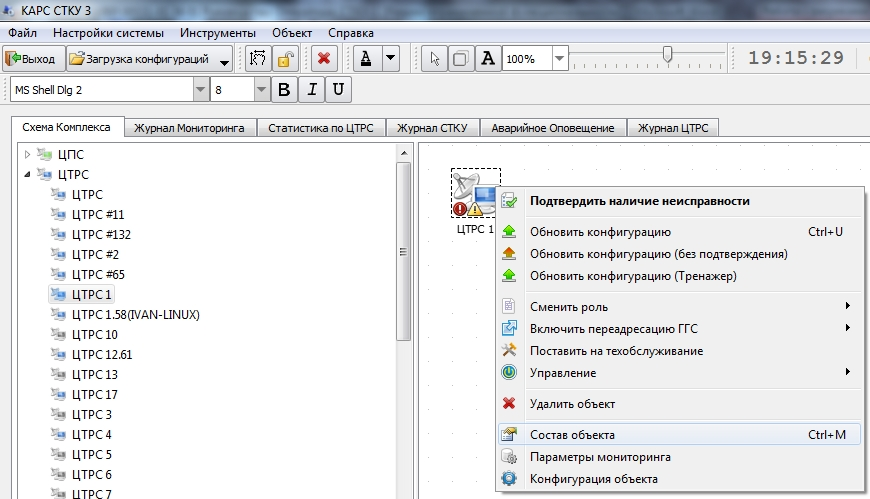 КАРС СТКУ 3
Файл Настройки системы Инструменты Объект Справка
Выход Загрузка конфигураций A A 100% 19:15:29
MS Shell Dlg 2 8 B I U
Схема Комплекса Журнал Мониторинга Статистика по ЦТРС Журнал СТКУ Аварийное Оповещение Журнал ЦТРС
ЦПС
ЦТРС
ЦТРС
ЦТРС #11
ЦТРС #132
ЦТРС #2
ЦТРС #65
ЦТРС 1
ЦТРС 1.58(IVAN-LINUX)
ЦТРС 10
ЦТРС 12.61
ЦТРС 13
ЦТРС 17
ЦТРС 3
ЦТРС 4
ЦТРС 5
ЦТРС 6
ЦТРС 7
ЦТРС 1
Подтвердить наличие неисправности
Обновить конфигурацию Ctrl+U
Обновить конфигурацию (без подтверждения)
Обновить конфигурацию (Тренажер)
Сменить роль
Включить переадресацию ГГС
Поставить на техобслуживание
Управление
Удалить объект
Состав объекта Ctrl+M
Параметры мониторинга
Конфигурация объекта